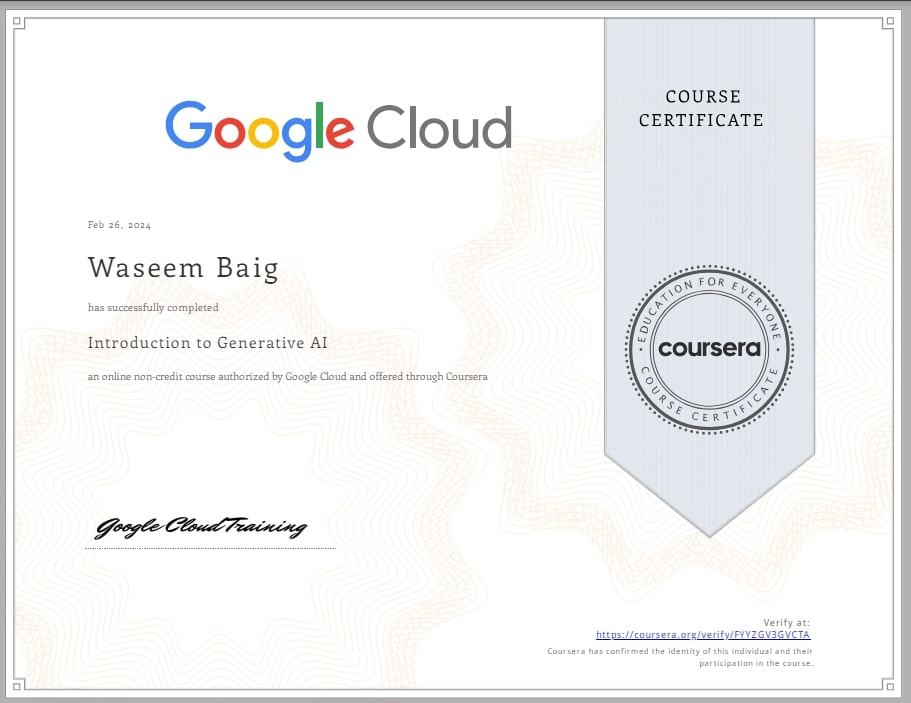 COURSE
CERTIFICATE
Google Cloud
Feb 26, 2024
Waseem Baig
has successfully completed
Introduction to Generative AI
an online non-credit course authorized by Google Cloud and offered through Coursera
EDUCATION FOR EVERYONE
coursera
COURSE CERTIFICATE
Google Cloud Training
Verify at:
https://coursera.org/verify/FYYZGV3GVCTA
Coursera has confirmed the identity of this individual and their
participation in the course.